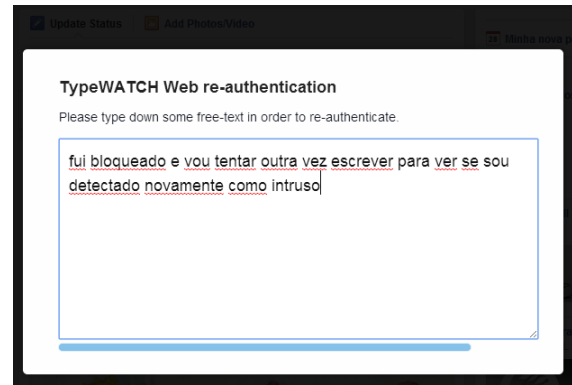 Update Status
Add Photos/Video
Minha nova p
TypeWATCH Web re-authentication
Please type down some free-text in order to re-authenticate.
fui bloqueado e vou tentar outra vez escrever para ver se sou
detectado novamente como intruso